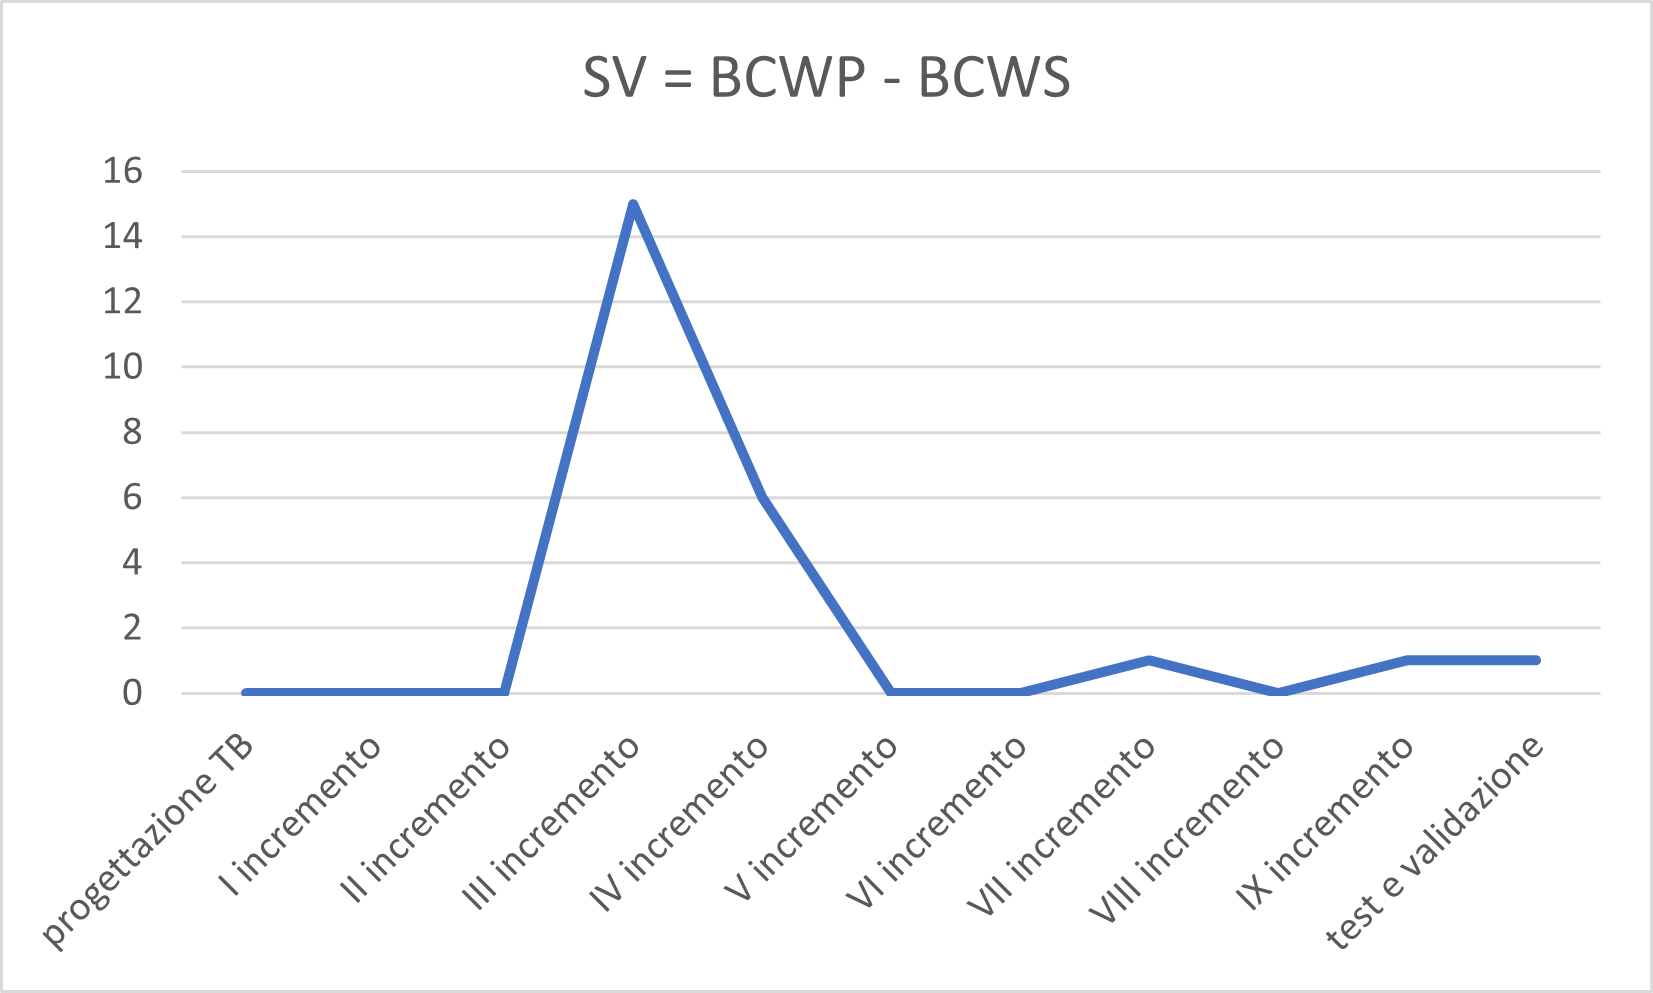 SV = BCWP - BCWS
16
14
12
10
8
6
4
2
0
progettazione TB
I incremento
II incremento
III incremento
IV incremento
V incremento
VI incremento
VII incremento
VIII incremento
IX incremento
test e validazione